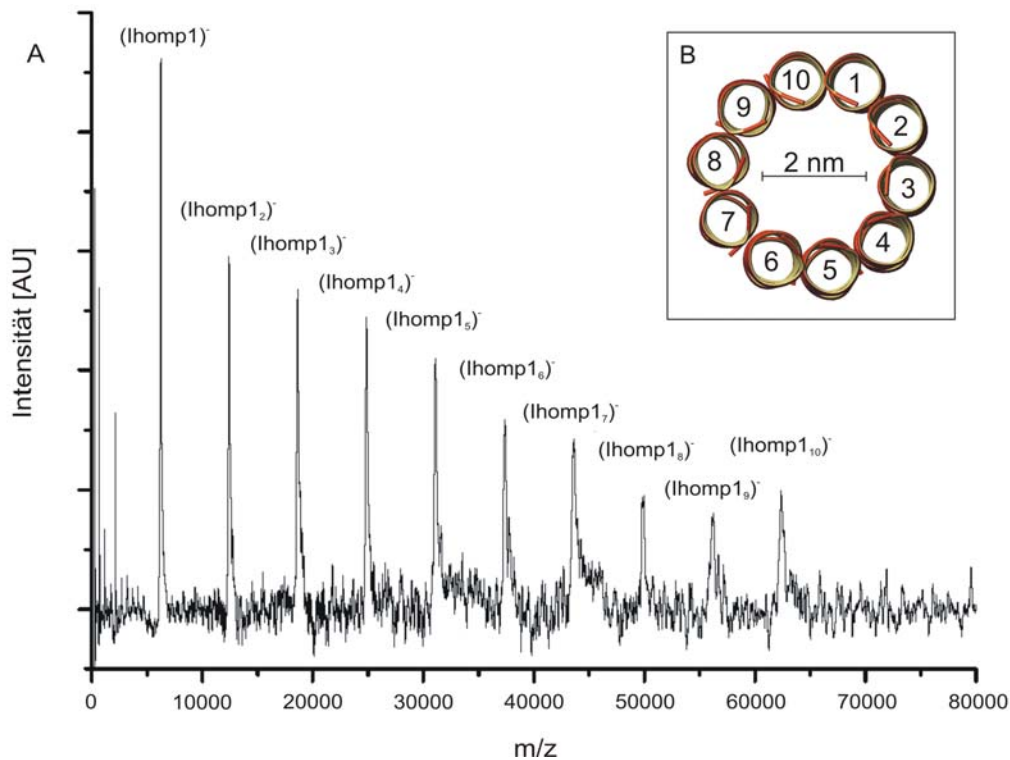 A
(Ihomp1)⁻
(Ihomp1₂)⁻
(Ihomp1₃)⁻
(Ihomp1₄)⁻
(Ihomp1₅)⁻
(Ihomp1₆)⁻
(Ihomp1₇)⁻
(Ihomp1₈)⁻
(Ihomp1₉)⁻
(Ihomp1₁₀)⁻
B
10 1
9 2
8 2 nm 3
7 4
6 5
Intensität [AU]
0 10000 20000 30000 40000 50000 60000 70000 80000
m/z